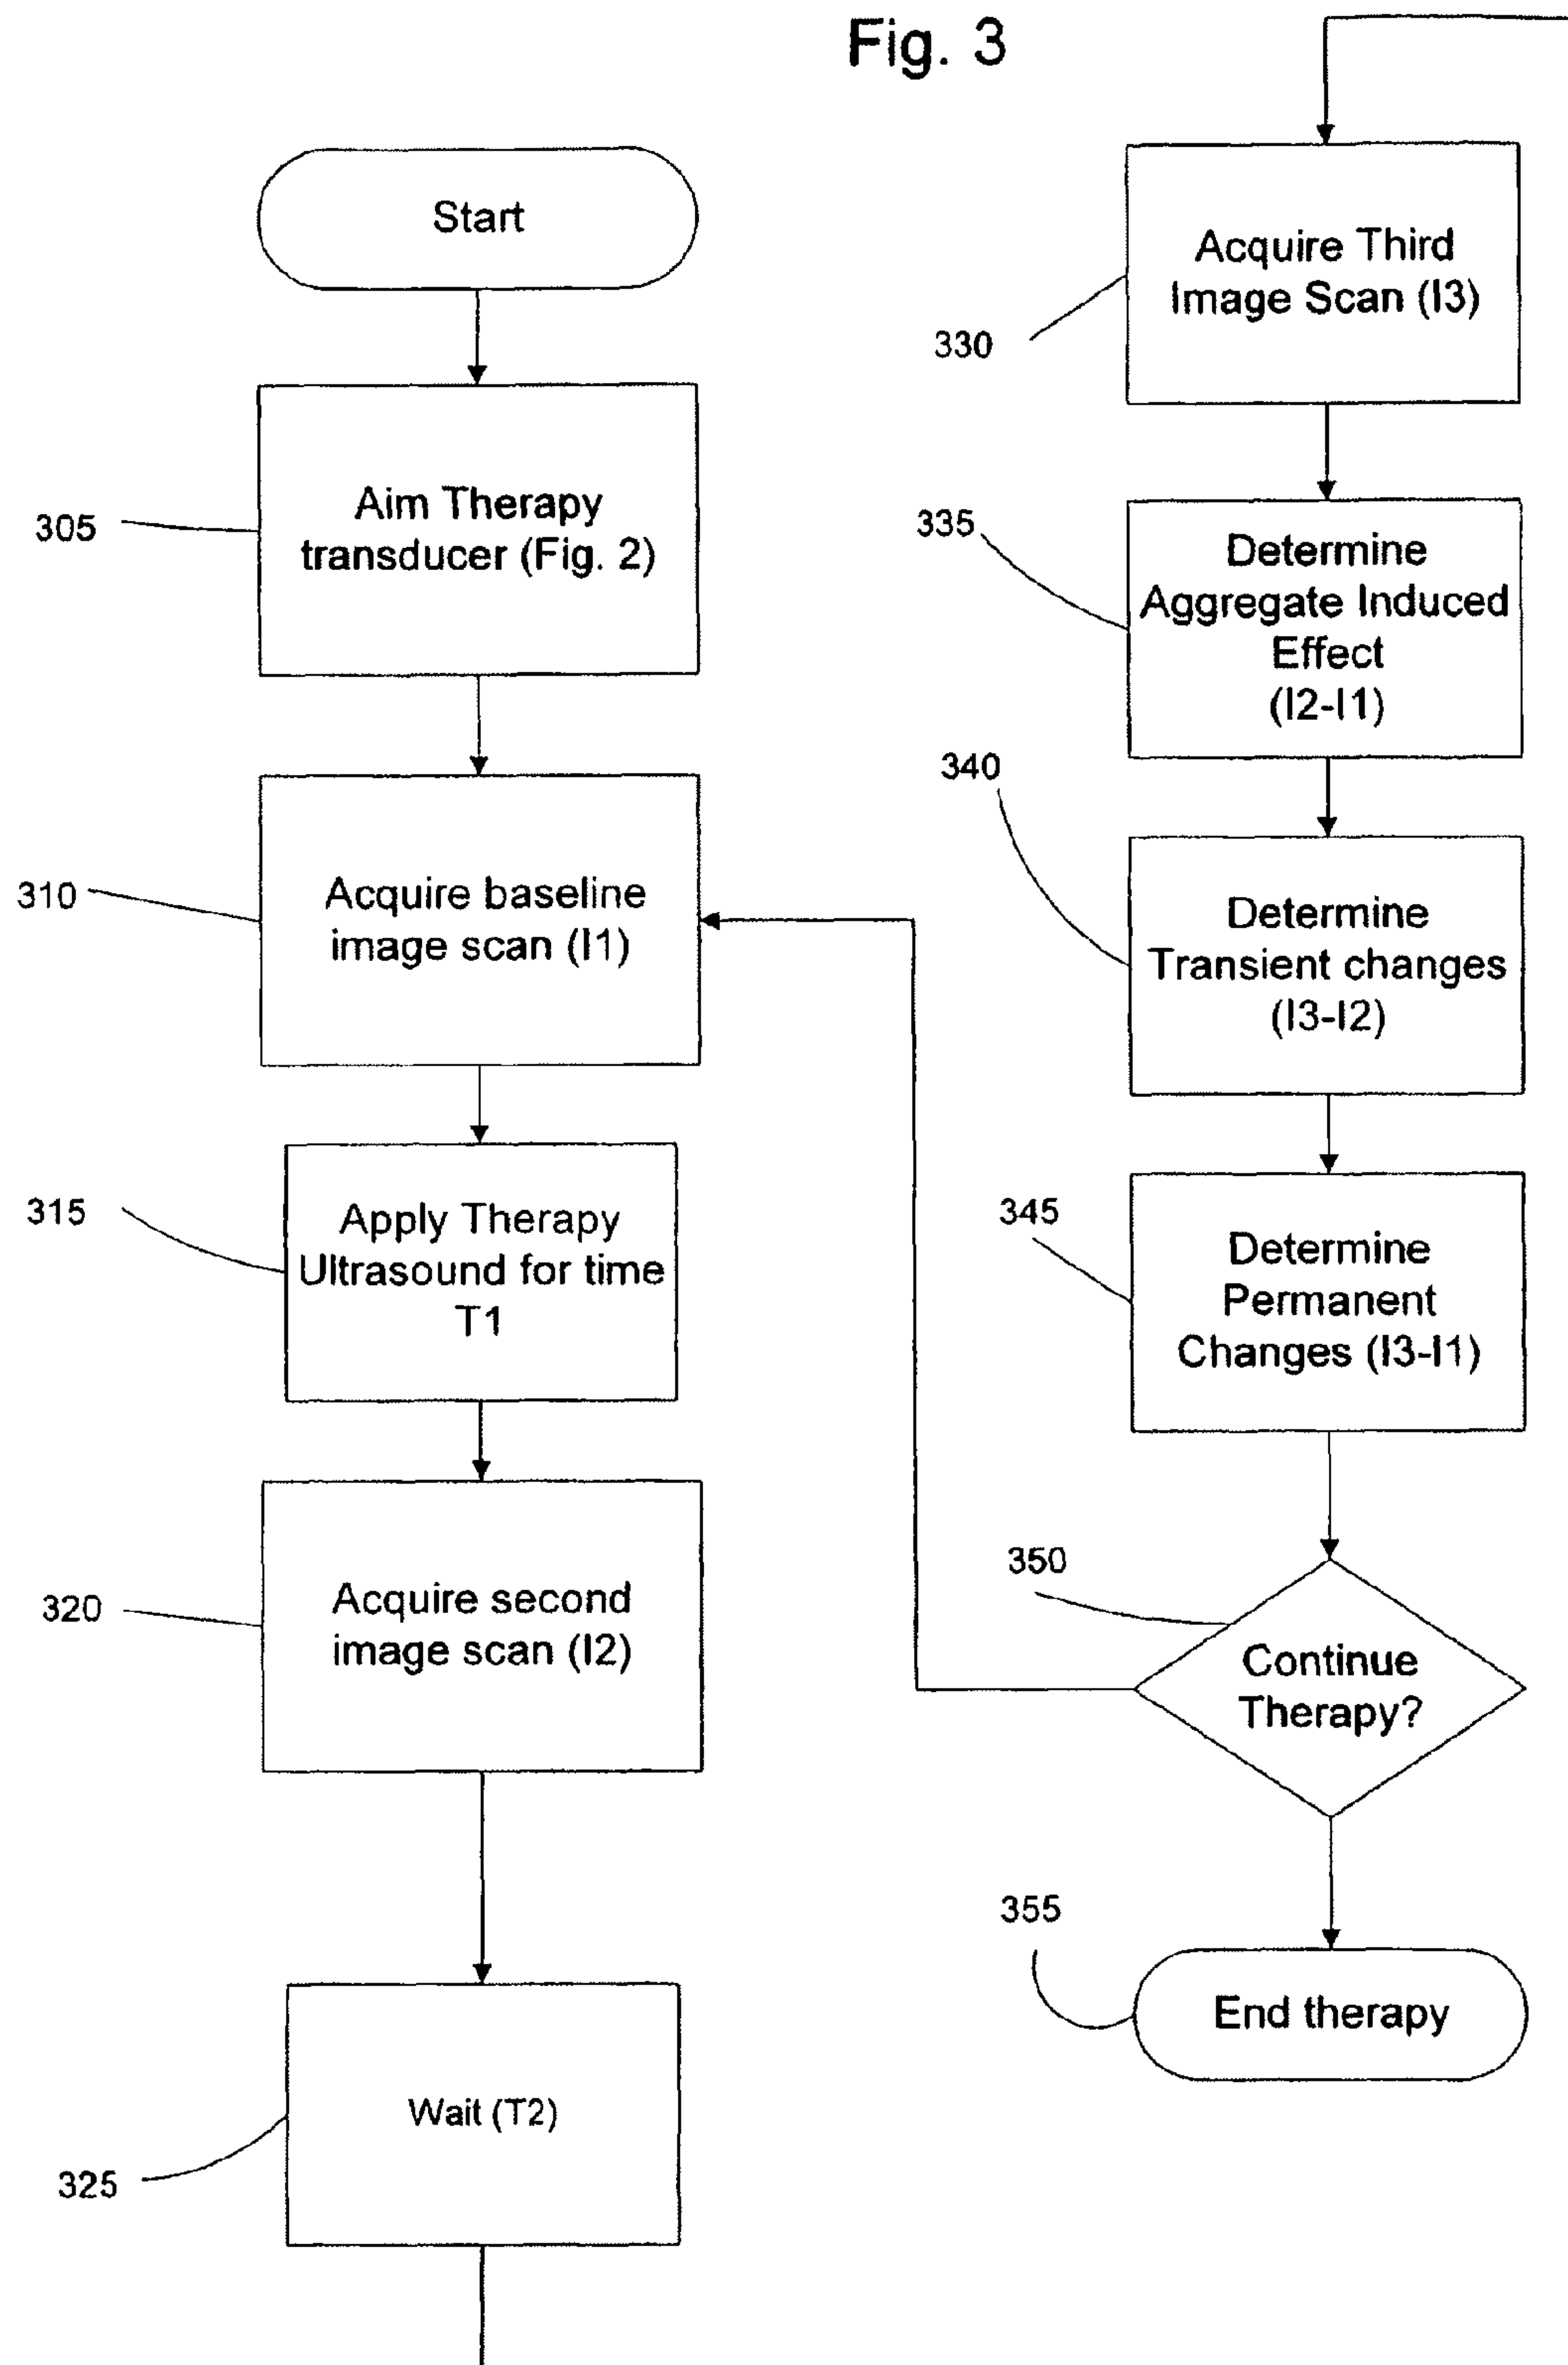 Fig. 3
Start
305
Aim Therapy
transducer (Fig. 2)
310
Acquire baseline
image scan (I1)
315
Apply Therapy
Ultrasound for time
T1
320
Acquire second
image scan (I2)
325
Wait (T2)
330
Acquire Third
Image Scan (I3)
335
Determine
Aggregate Induced
Effect
(I2-I1)
340
Determine
Transient changes
(I3-I2)
345
Determine
Permanent
Changes (I3-I1)
350
Continue
Therapy?
355
End therapy